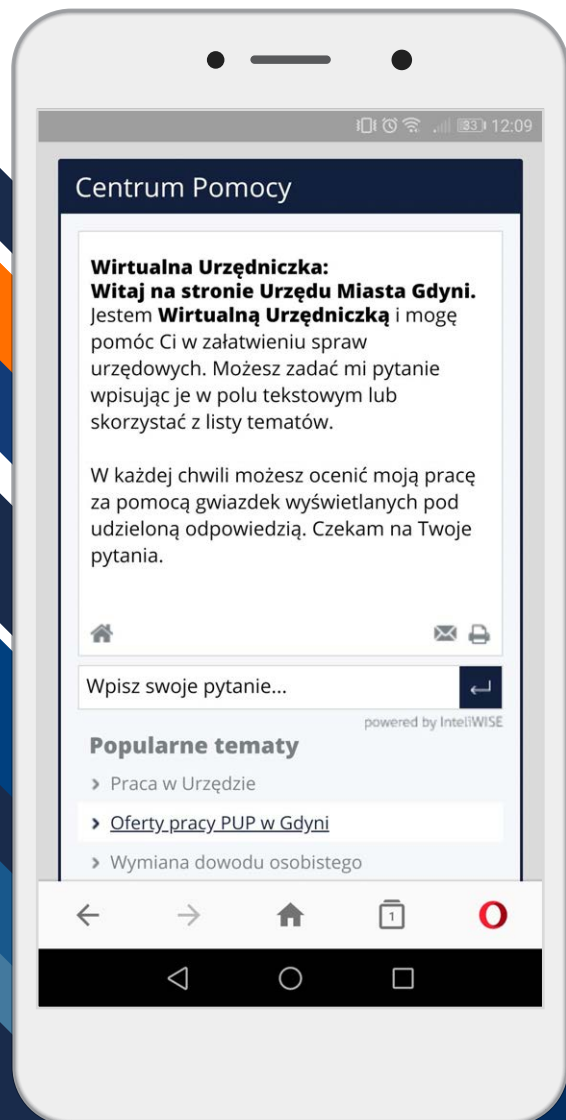 33 12:09
Centrum Pomocy
Wirtualna Urzędniczka:
Witaj na stronie Urzędu Miasta Gdyni.
Jestem Wirtualną Urzędniczką i mogę
pomóc Ci w załatwieniu spraw
urzędowych. Możesz zadać mi pytanie
wpisując je w polu tekstowym lub
skorzystać z listy tematów.
W każdej chwili możesz ocenić moją pracę
za pomocą gwiazdek wyświetlanych pod
udzieloną odpowiedzią. Czekam na Twoje
pytania.
Wpisz swoje pytanie...
powered by InteliWISE
Popularne tematy
Praca w Urzędzie
Oferty pracy PUP w Gdyni
Wymiana dowodu osobistego
1